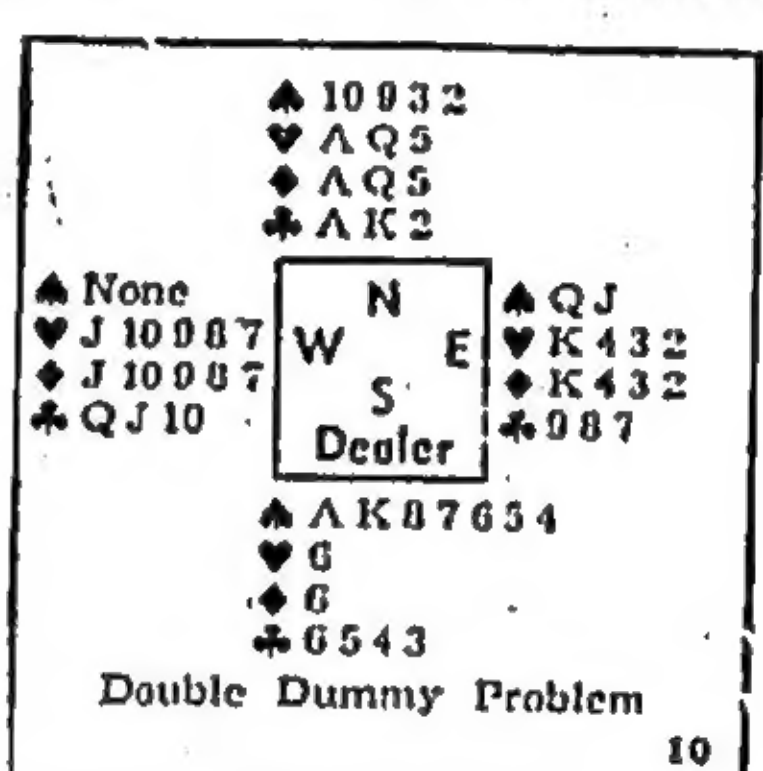 ♠ 10 9 3 2
♥ A Q 5
♦ A Q 5
♣ A K 2
♠ None
♥ J 10 9 8 7
♦ J 10 9 8 7
♣ Q J 10
N
W E
S
Dealer
♠ Q J
♥ K 4 3 2
♦ K 4 3 2
♣ 9 8 7
♠ A K 8 7 6 5 4
♥ 6
♦ 6
♣ 6 5 4 3
Double Dummy Problem
10